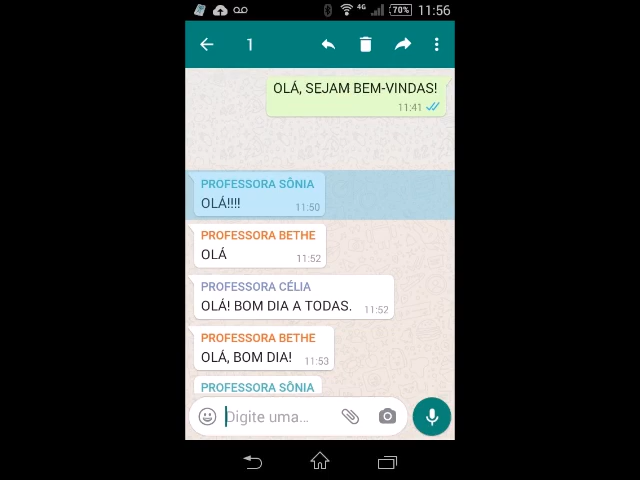 4G 70% 11:56
1
OLÁ, SEJAM BEM-VINDAS!
11:41
PROFESSORA SÔNIA
OLÁ!!!!
11:50
PROFESSORA BETHE
OLÁ
11:52
PROFESSORA CÉLIA
OLÁ! BOM DIA A TODAS.
11:52
PROFESSORA BETHE
OLÁ, BOM DIA!
11:53
PROFESSORA SÔNIA
Digite uma...